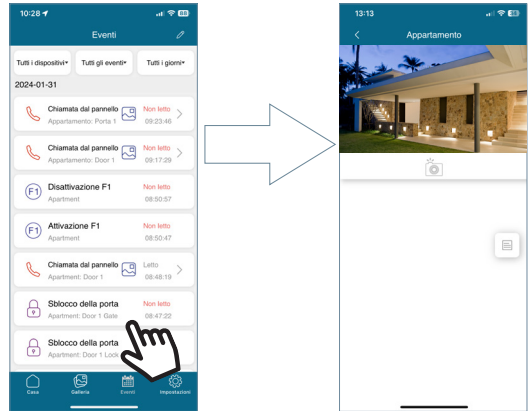 10:28
88
Eventi
Tutti i dispositivi▾ Tutti gli eventi▾ Tutti i giorni▾
2024-01-31
Chiamata dal pannello Non letto
Appartamento: Porta 1 09:23:46
Chiamata dal pannello Non letto
Appartamento: Door 1 09:17:29
F1 Disattivazione F1 Non letto
Apartment 08:50:57
F1 Attivazione F1 Non letto
Apartment 08:50:47
Chiamata dal pannello Letto
Apartment: Door 1 08:48:19
Sblocco della porta Non letto
Apartment: Door 1 Gate 08:47:22
Sblocco della porta
Apartment: Door 1 Lock
Casa Galleria Eventi Impostazioni
13:13
Appartamento